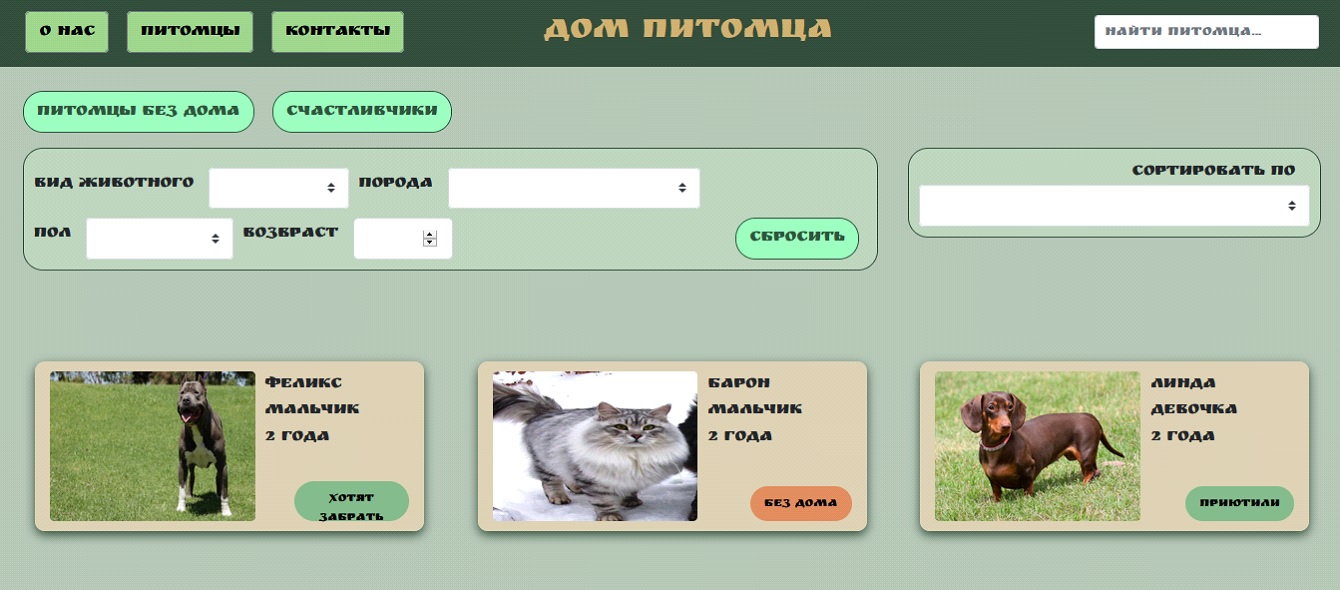 О НАС
ПИТОМЦЫ
КОНТАКТЫ
ДОМ ПИТОМЦА
НАЙТИ ПИТОМЦА...
ПИТОМЦЫ БЕЗ ДОМА
СЧАСТЛИВЧИКИ
ВИД ЖИВОТНОГО
ПОРОДА
ПОЛ
ВОЗВРАСТ
СБРОСИТЬ
СОРТИРОВАТЬ ПО
ФЕЛИКС
МАЛЬЧИК
2 ГОДА
ХОТЯТ
ЗАБРАТЬ
БАРОН
МАЛЬЧИК
2 ГОДА
БЕЗ ДОМА
ЛИНДА
ДЕВОЧКА
2 ГОДА
ПРИЮТИЛИ